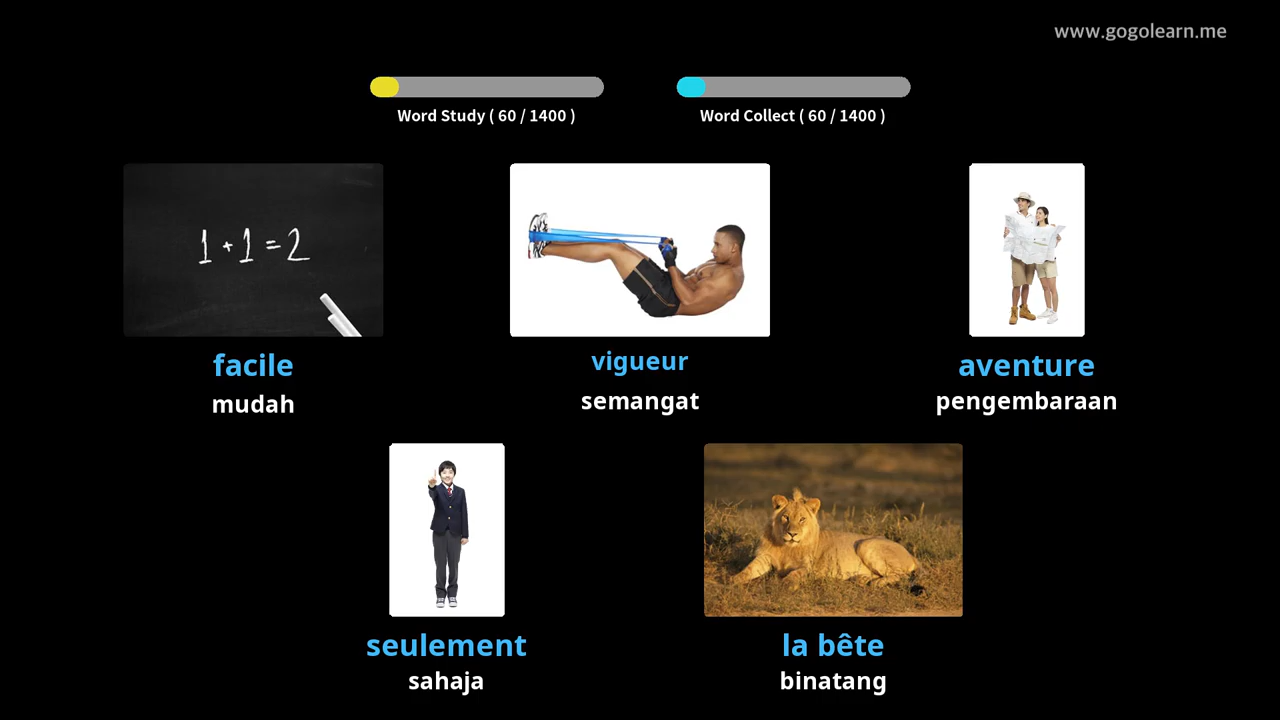 www.gogolearn.me
Word Study ( 60 / 1400 )
Word Collect ( 60 / 1400 )
1 + 1 = 2
facile
mudah
vigueur
semangat
aventure
pengembaraan
seulement
sahaja
la bête
binatang